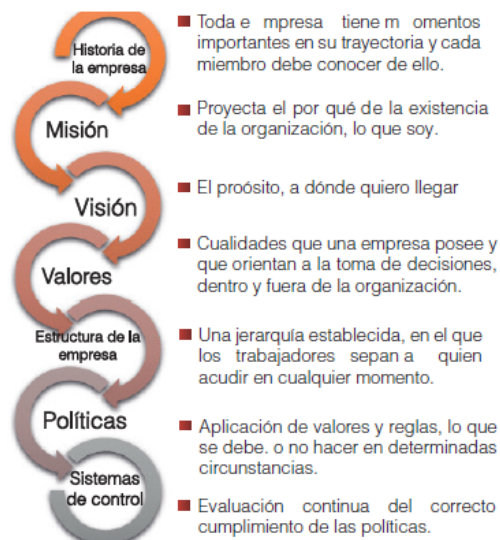 Historia de
la empresa
Toda e mpresa tiene m omentos
importantes en su trayectoria y cada
miembro debe conocer de ello.
Misión
Proyecta el por qué de la existencia
de la organización, lo que soy.
Visión
El proósito, a dónde quiero llegar
Valores
Cualidades que una empresa posee y
que orientan a la toma de decisiones,
dentro y fuera de la organización.
Estructura de la
empresa
Una jerarquía establecida, en el que
los trabajadores sepan a quien
acudir en cualquier momento.
Políticas
Aplicación de valores y reglas, lo que
se debe. o no hacer en determinadas
circunstancias.
Sistemas
de control
Evaluación continua del correcto
cumplimiento de las políticas.